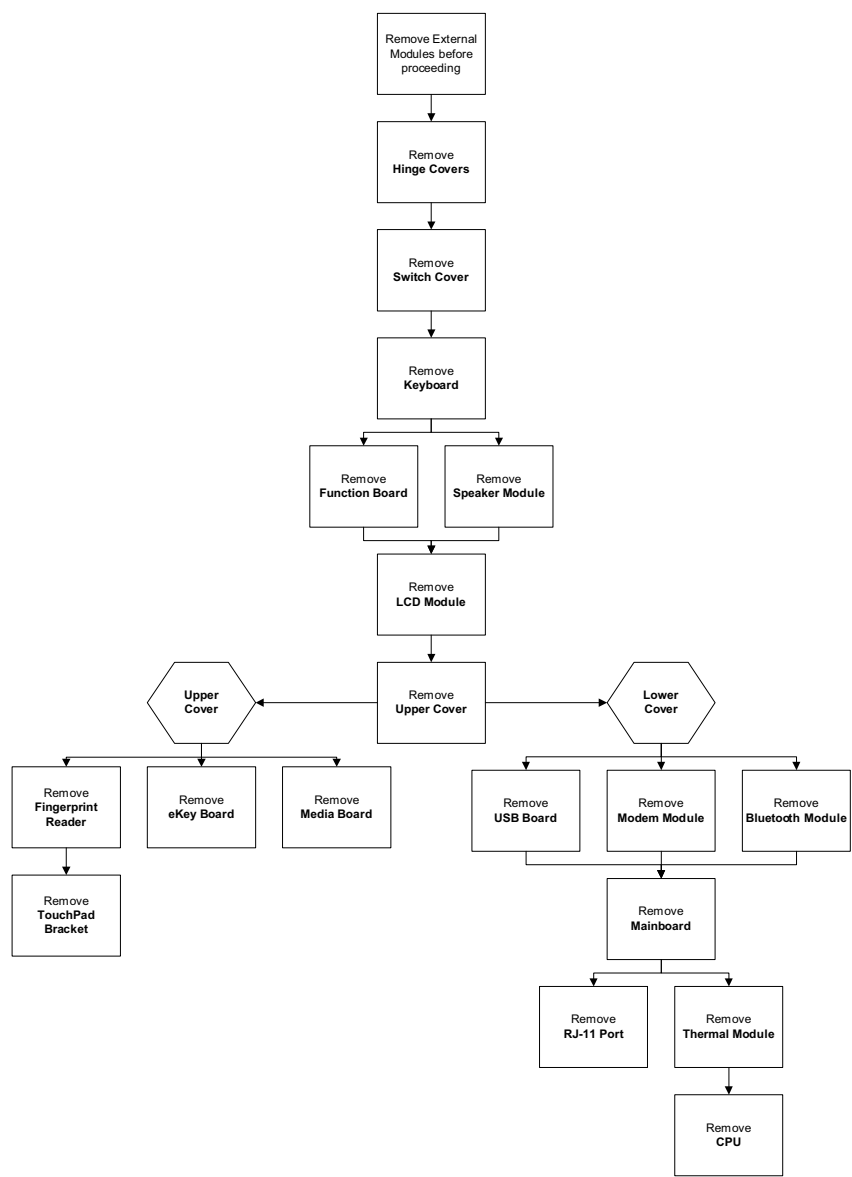 Remove External
Modules before
proceeding
Remove
Hinge Covers
Remove
Switch Cover
Remove
Keyboard
Remove
Function Board
Remove
Speaker Module
Remove
LCD Module
Upper
Cover
Remove
Upper Cover
Lower
Cover
Remove
Fingerprint
Reader
Remove
eKey Board
Remove
Media Board
Remove
USB Board
Remove
Modem Module
Remove
Bluetooth Module
Remove
TouchPad
Bracket
Remove
Mainboard
Remove
RJ-11 Port
Remove
Thermal Module
Remove
CPU